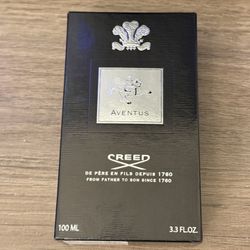 AVENTUS
CREED
DE PÈRE EN FILS DEPUIS 1760
FROM FATHER TO SON SINCE 1760
100 ML 3.3 FL.OZ.